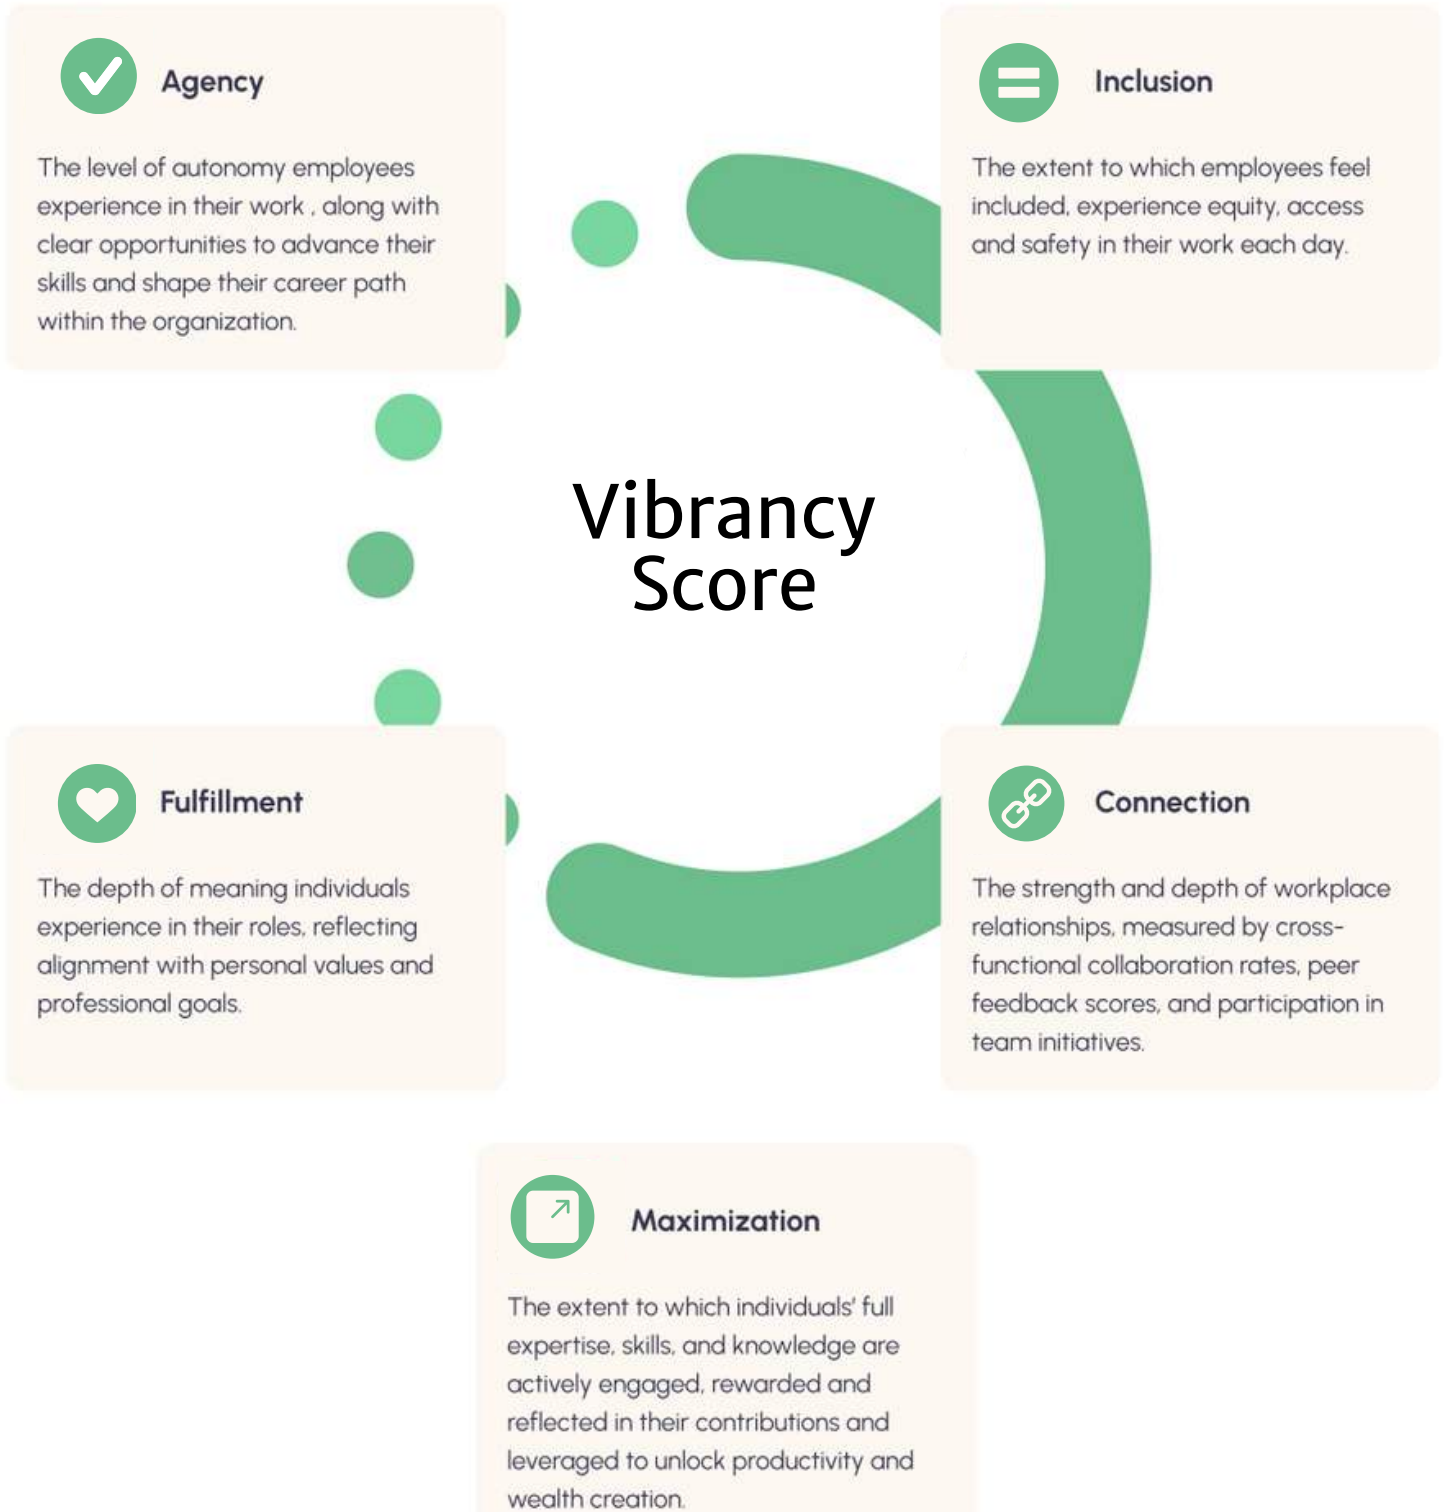 Agency
The level of autonomy employees
experience in their work , along with
clear opportunities to advance their
skills and shape their career path
within the organization.
Inclusion
The extent to which employees feel
included, experience equity, access
and safety in their work each day.
Vibrancy
Score
Fulfillment
The depth of meaning individuals
experience in their roles, reflecting
alignment with personal values and
professional goals.
Connection
The strength and depth of workplace
relationships, measured by cross-
functional collaboration rates, peer
feedback scores, and participation in
team initiatives.
Maximization
The extent to which individuals' full
expertise, skills, and knowledge are
actively engaged, rewarded and
reflected in their contributions and
leveraged to unlock productivity and
wealth creation.